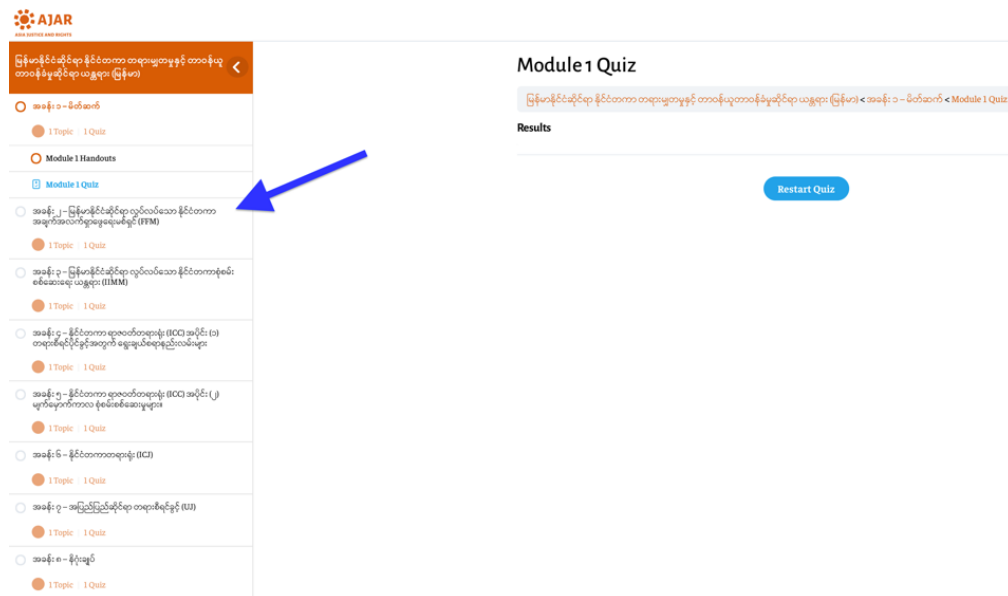 AJAR
ASIA JUSTICE AND RIGHTS
မြန်မာနိုင်ငံဆိုင်ရာ နိုင်ငံတကာ တရားမျှတမှုနှင့် တာဝန်ယူ
တာဝန်ခံမှုဆိုင်ရာ ယန္တရား (မြန်မာ)
အခန်း ၁ – မိတ်ဆက်
1 Topic | 1 Quiz
Module 1 Handouts
Module 1 Quiz
အခန်း ၂ – မြန်မာနိုင်ငံဆိုင်ရာ လွပ်လပ်သော နိုင်ငံတကာ
အချက်အလက်ရှာဖွေရေးမစ်ရှင် (FFM)
1 Topic | 1 Quiz
အခန်း ၃ – မြန်မာနိုင်ငံဆိုင်ရာ လွပ်လပ်သော နိုင်ငံတကာစုံစမ်း
စစ်ဆေးရေး ယန္တရား (IIMM)
1 Topic | 1 Quiz
အခန်း ၄ – နိုင်ငံတကာ ရာဇဝတ်တရားရုံး (ICC) အပိုင်း (၁)
တရားစီရင်ပိုင်ခွင့်အတွက် ရွေးချယ်စရာနည်းလမ်းများ
1 Topic | 1 Quiz
အခန်း ၅ – နိုင်ငံတကာ ရာဇဝတ်တရားရုံး (ICC) အပိုင်း (၂)
မျက်မှောက်ကာလ စုံစမ်းစစ်ဆေးမှုများ။
1 Topic | 1 Quiz
အခန်း ၆ – နိုင်ငံတကာတရားရုံး (ICJ)
1 Topic | 1 Quiz
အခန်း ၇ – အပြည်ပြည်ဆိုင်ရာ တရားစီရင်ခွင့် (UJ)
1 Topic | 1 Quiz
အခန်း ၈ – နိဂုံးချုပ်
1 Topic | 1 Quiz
Module 1 Quiz
မြန်မာနိုင်ငံဆိုင်ရာ နိုင်ငံတကာ တရားမျှတမှုနှင့် တာဝန်ယူတာဝန်ခံမှုဆိုင်ရာ ယန္တရား (မြန်မာ) < အခန်း ၁ – မိတ်ဆက် < Module 1 Quiz
Results
Restart Quiz